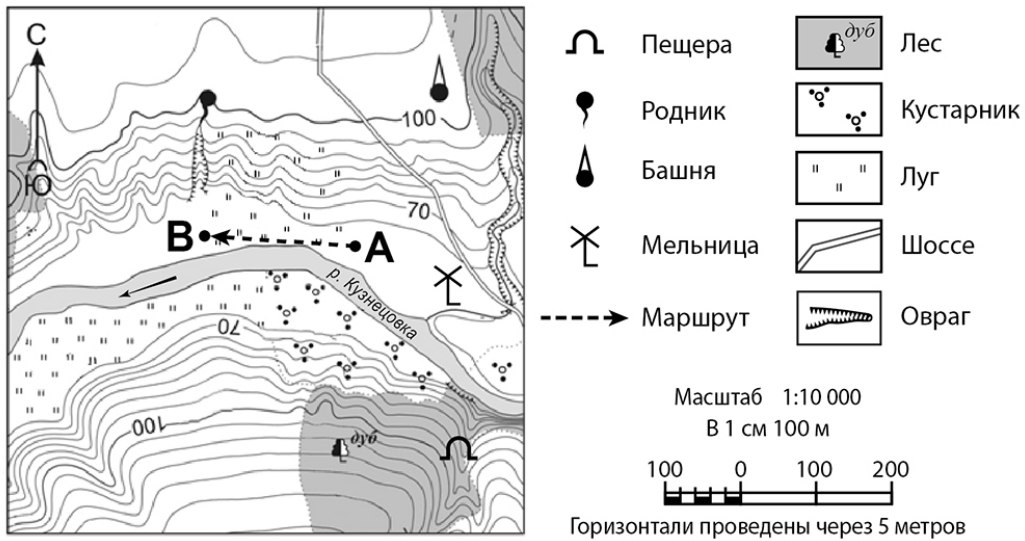 С
Ю
100
70
В
А
р. Кузнецовка
70
100
дуб
Пещера
Родник
Башня
Мельница
Маршрут
дуб
Лес
Кустарник
Луг
Шоссе
Овраг
Масштаб 1:10 000
В 1 см 100 м
100 0 100 200
Горизонтали проведены через 5 метров